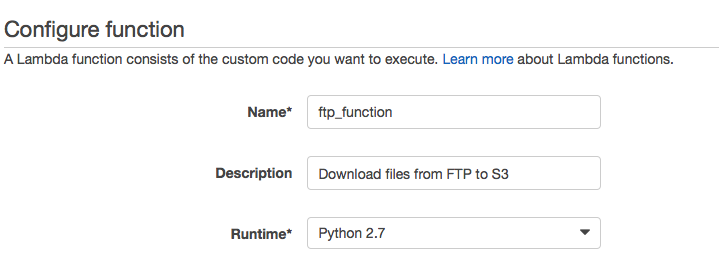 Configure function
A Lambda function consists of the custom code you want to execute. Learn more about Lambda functions.
Name* ftp_function
Description Download files from FTP to S3
Runtime* Python 2.7